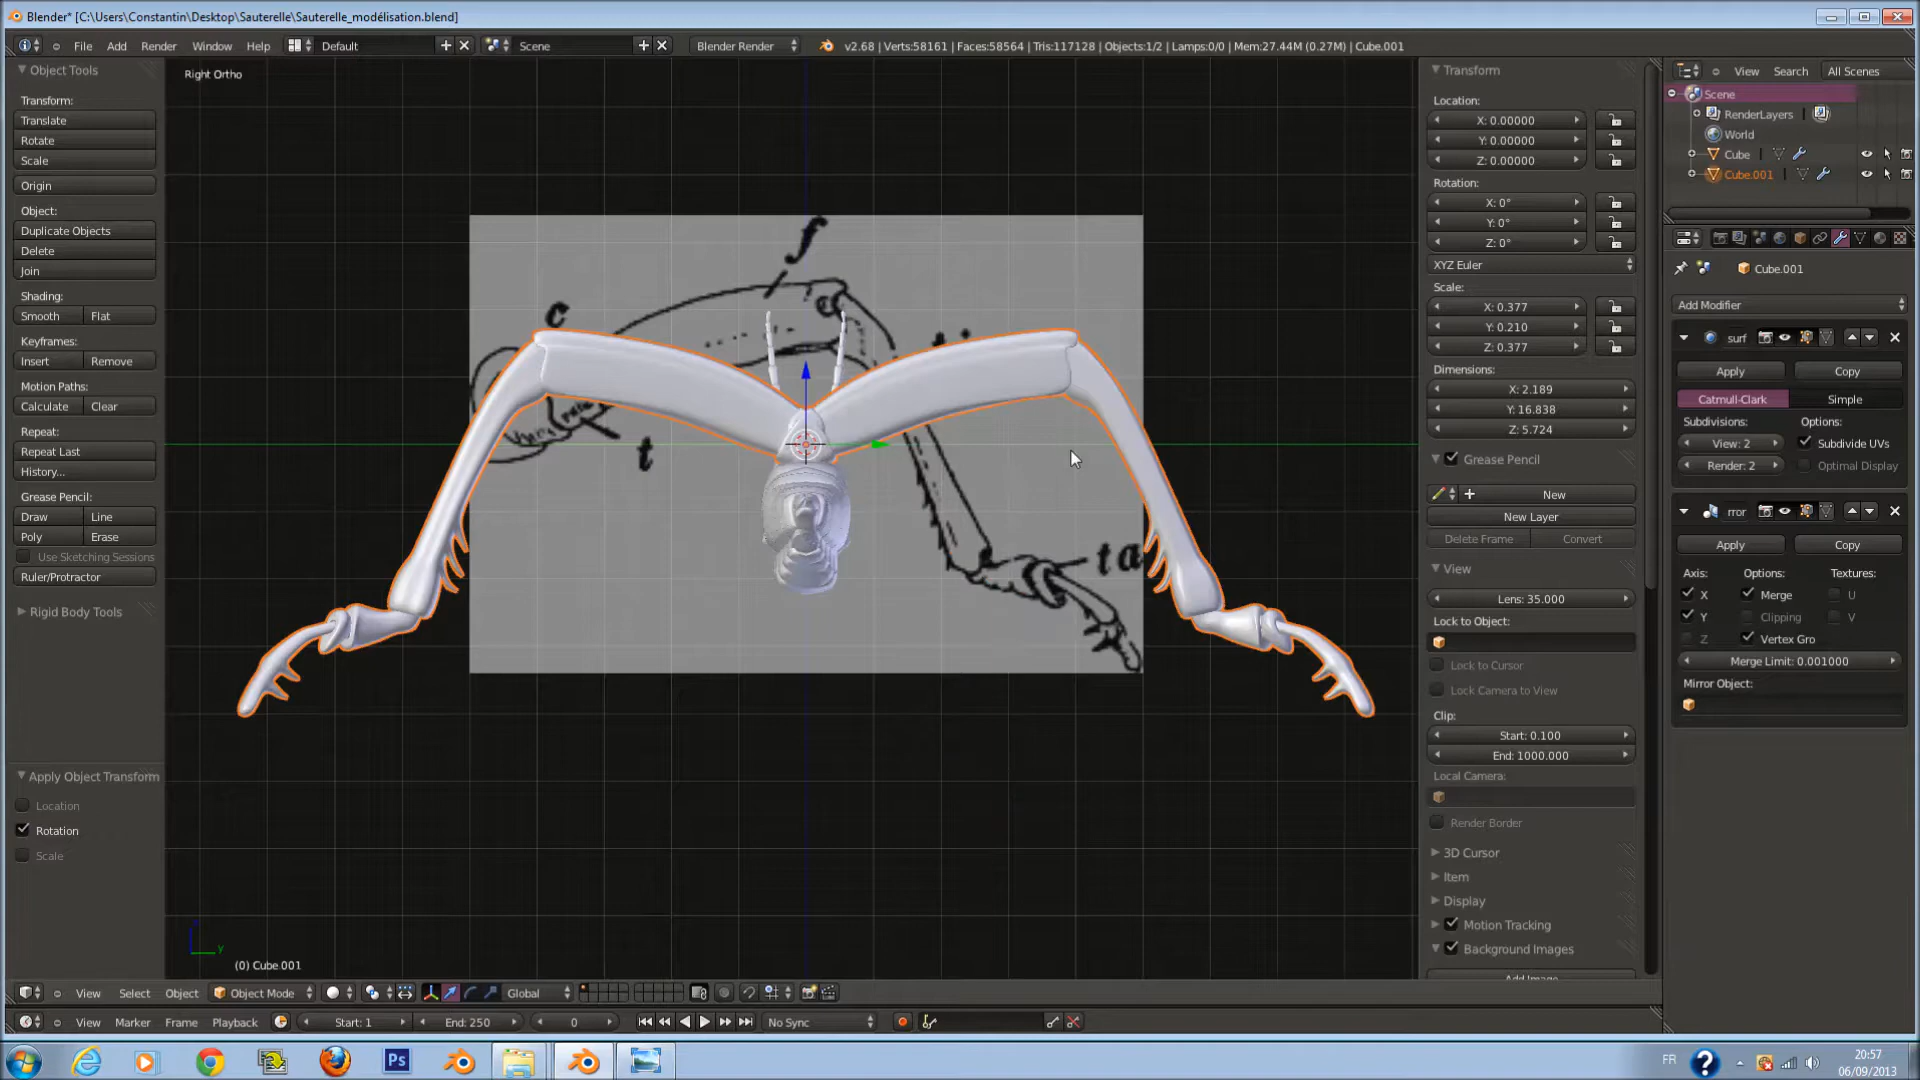 Blender* [C:\Users\Constantin\Desktop\Sauterelle\Sauterelle_modélisation.blend]
File Add Render Window Help Default Scene Blender Render v2.68 | Verts:58161 | Faces:58564 | Tris:117128 | Objects:1/2 | Lamps:0/0 | Mem:27.44M (0.27M) | Cube.001
Object Tools
Transform:
Translate
Rotate
Scale
Origin
Object:
Duplicate Objects
Delete
Join
Shading:
Smooth Flat
Keyframes:
Insert Remove
Motion Paths:
Calculate Clear
Repeat:
Repeat Last
History...
Grease Pencil:
Draw Line
Poly Erase
Use Sketching Sessions
Ruler/Protractor
Rigid Body Tools
Apply Object Transform
Location
Rotation
Scale
Right Ortho
f
c
t
ta
y
(0) Cube.001
Transform
Location:
X: 0.00000
Y: 0.00000
Z: 0.00000
Rotation:
X: 0°
Y: 0°
Z: 0°
XYZ Euler
Scale:
X: 0.377
Y: 0.210
Z: 0.377
Dimensions:
X: 2.189
Y: 16.838
Z: 5.724
Grease Pencil
New
New Layer
Delete Frame Convert
View
Lens: 35.000
Lock to Object:
Lock to Cursor
Lock Camera to View
Clip:
Start: 0.100
End: 1000.000
Local Camera:
Render Border
3D Cursor
Item
Display
Motion Tracking
Background Images
Add Image
View Search All Scenes
Scene
RenderLayers
World
Cube
Cube.001
Cube.001
Add Modifier
surf
Apply Copy
Catmull-Clark Simple
Subdivisions: Options:
View: 2 Subdivide UVs
Render: 2 Optimal Display
rror
Apply Copy
Axis: Options: Textures:
X Merge U
Y Clipping V
Z Vertex Gro
Merge Limit: 0.001000
Mirror Object:
View Select Object Object Mode Global
View Marker Frame Playback Start: 1 End: 250 0 No Sync
Ps FR ? 20:57
06/09/2013